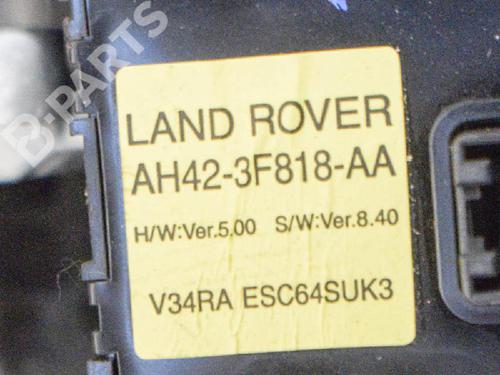 B-PARTS
LAND ROVER
AH42-3F818-AA
H/W:Ver.5.00 S/W:Ver.8.40
V34RA ESC64SUK3